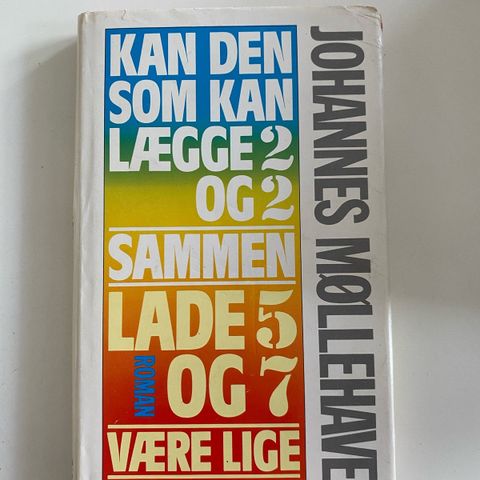 KAN DEN
SOM KAN
LÆGGE 2
OG 2
SAMMEN
LADE 5
OG 7
VÆRE LIGE
ROMAN
JOHANNES MØLLEHAVE